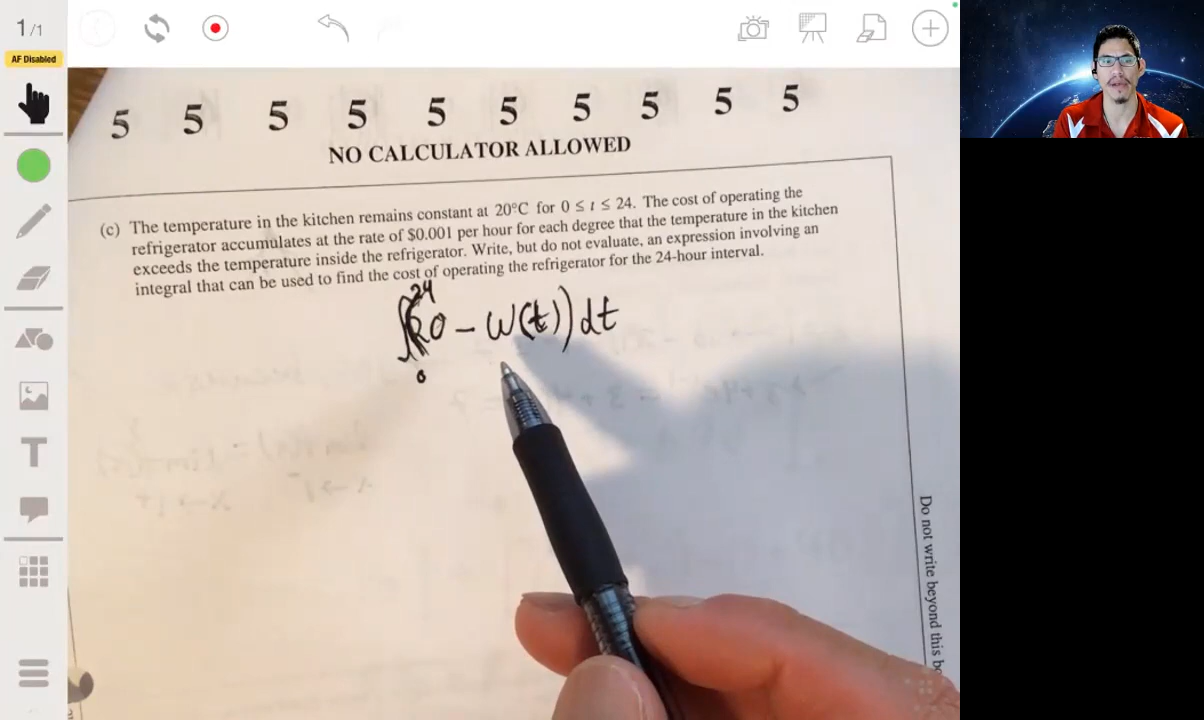 1/1
AF Disabled
5 5 5 5 5 5 5 5 5 5
NO CALCULATOR ALLOWED
(c) The temperature in the kitchen remains constant at 20°C for 0 ≤ t ≤ 24. The cost of operating the
refrigerator accumulates at the rate of $0.001 per hour for each degree that the temperature in the kitchen
exceeds the temperature inside the refrigerator. Write, but do not evaluate, an expression involving an
integral that can be used to find the cost of operating the refrigerator for the 24-hour interval.
24
∫(20 − W(t))dt
0
T
Do not write beyond this b